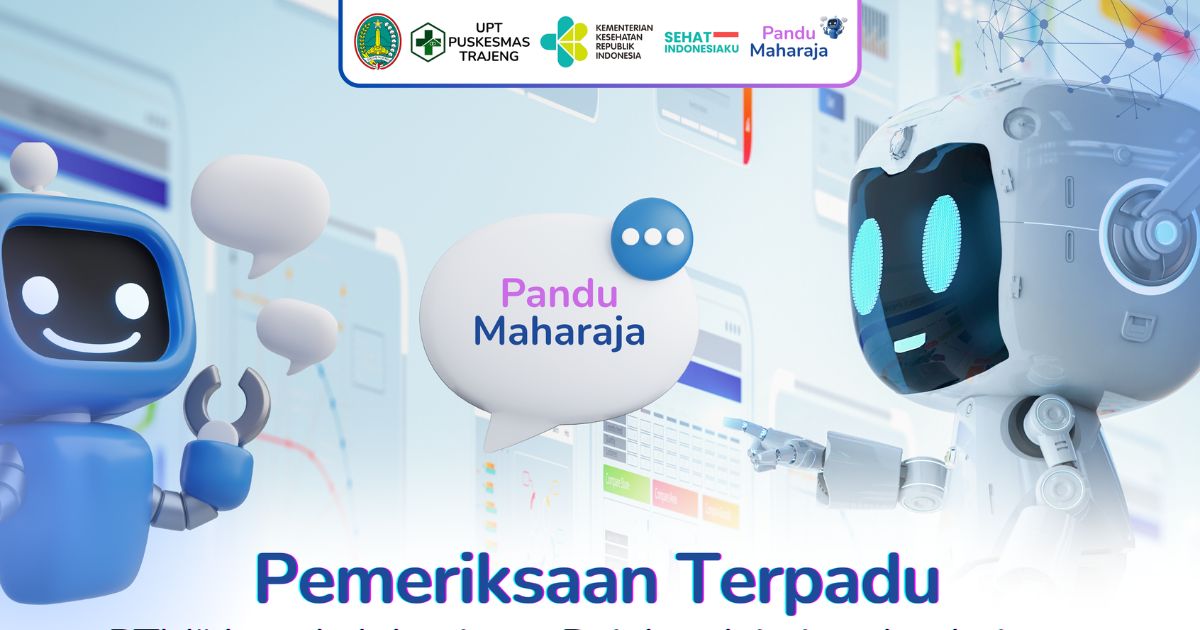 UPT
PUSKESMAS
TRAJENG
KEMENTERIAN
KESEHATAN
REPUBLIK
INDONESIA
SEHAT
INDONESIAKU
Pandu
Maharaja
Pandu
Maharaja
Pemeriksaan Terpadu